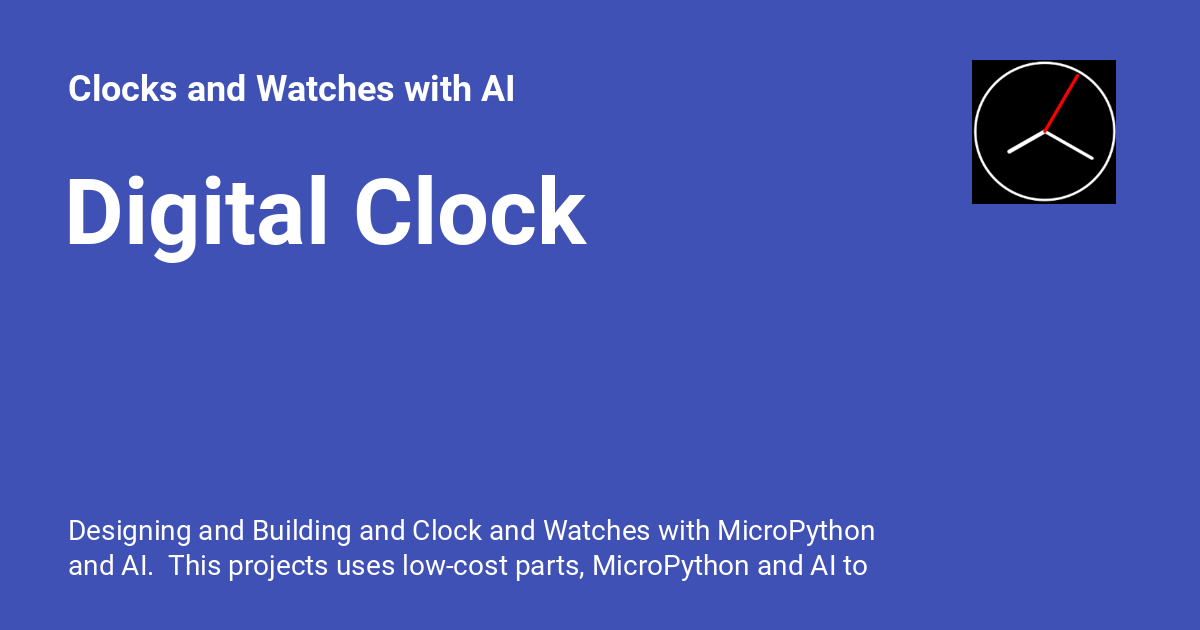 Clocks and Watches with AI
Digital Clock
Designing and Building and Clock and Watches with MicroPython
and AI.  This projects uses low-cost parts, MicroPython and AI to